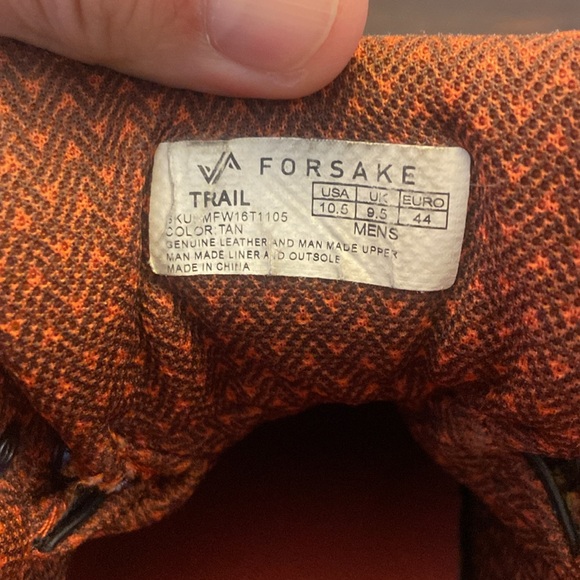 FORSAKE
TRAIL
SKU: MFW16T1105
COLOR: TAN
USA UK EURO
10.5 9.5 44
MENS
GENUINE LEATHER AND MAN MADE UPPER
MAN MADE LINER AND OUTSOLE
MADE IN CHINA